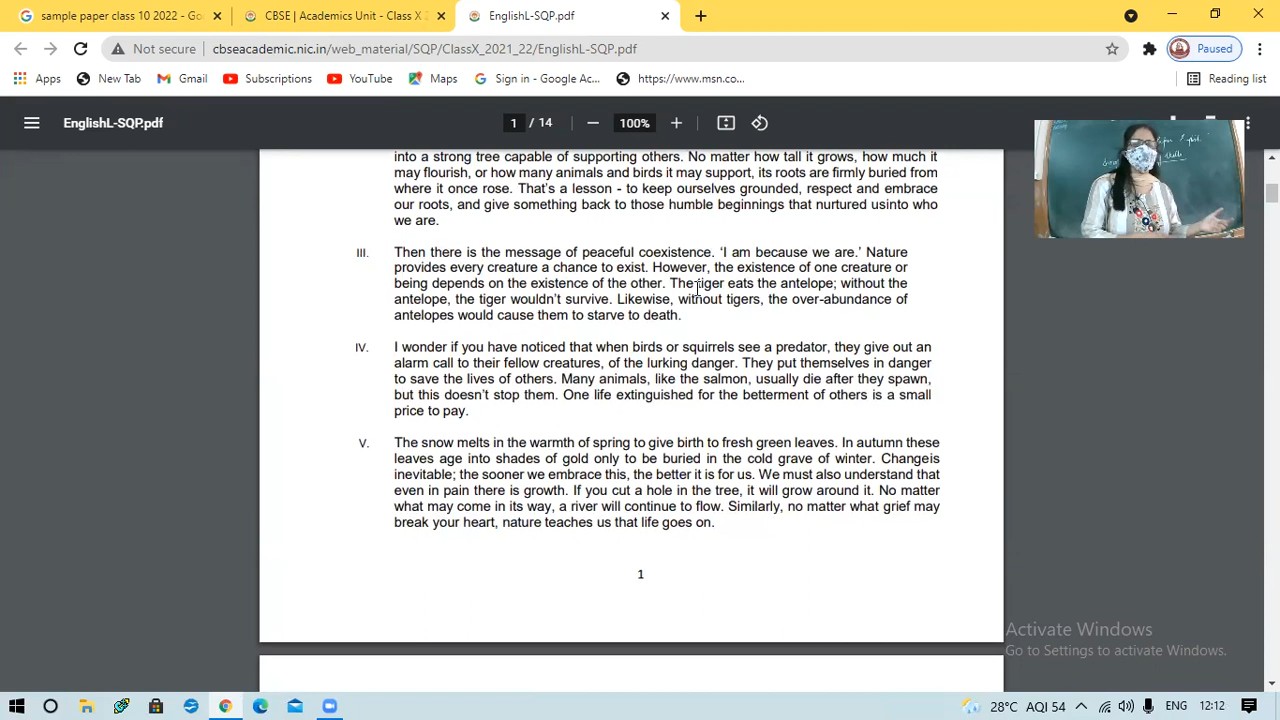 sample paper class 10 2022 - Go
CBSE | Academics Unit - Class X 2
EnglishL-SQP.pdf
Not secure
cbseacademic.nic.in/web_material/SQP/ClassX_2021_22/EnglishL-SQP.pdf
Paused
Apps
New Tab
Gmail
Subscriptions
YouTube
Maps
Sign in - Google Ac...
https://www.msn.co...
Reading list
EnglishL-SQP.pdf
1 / 14
100%
into a strong tree capable of supporting others. No matter how tall it grows, how much it
may flourish, or how many animals and birds it may support, its roots are firmly buried from
where it once rose. That's a lesson - to keep ourselves grounded, respect and embrace
our roots, and give something back to those humble beginnings that nurtured usinto who
we are.
III. Then there is the message of peaceful coexistence. 'I am because we are.' Nature
provides every creature a chance to exist. However, the existence of one creature or
being depends on the existence of the other. The tiger eats the antelope; without the
antelope, the tiger wouldn't survive. Likewise, without tigers, the over-abundance of
antelopes would cause them to starve to death.
IV. I wonder if you have noticed that when birds or squirrels see a predator, they give out an
alarm call to their fellow creatures, of the lurking danger. They put themselves in danger
to save the lives of others. Many animals, like the salmon, usually die after they spawn,
but this doesn't stop them. One life extinguished for the betterment of others is a small
price to pay.
V. The snow melts in the warmth of spring to give birth to fresh green leaves. In autumn these
leaves age into shades of gold only to be buried in the cold grave of winter. Changeis
inevitable; the sooner we embrace this, the better it is for us. We must also understand that
even in pain there is growth. If you cut a hole in the tree, it will grow around it. No matter
what may come in its way, a river will continue to flow. Similarly, no matter what grief may
break your heart, nature teaches us that life goes on.
1
Activate Windows
Go to Settings to activate Windows.
28°C AQI 54
ENG
12:12